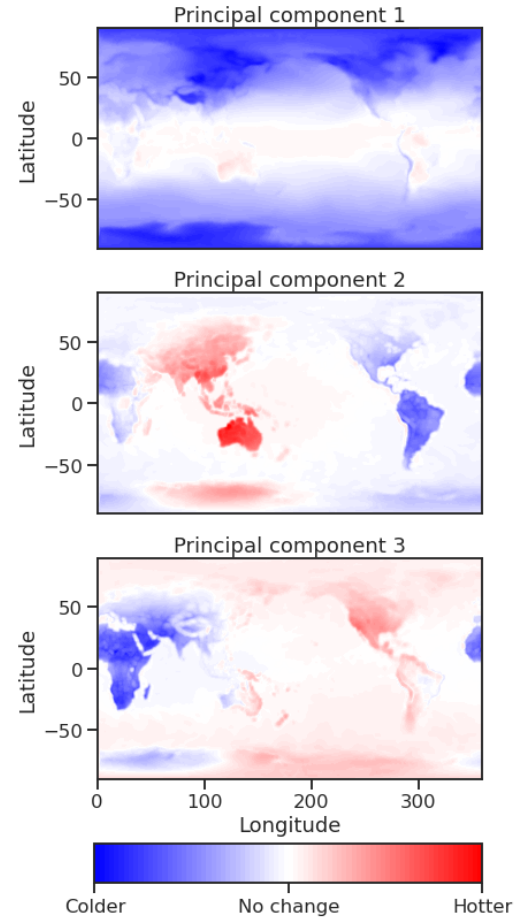 Principal component 1
Latitude
50
0
−50
Principal component 2
Latitude
50
0
−50
Principal component 3
Latitude
50
0
−50
0 100 200 300
Longitude
Colder No change Hotter